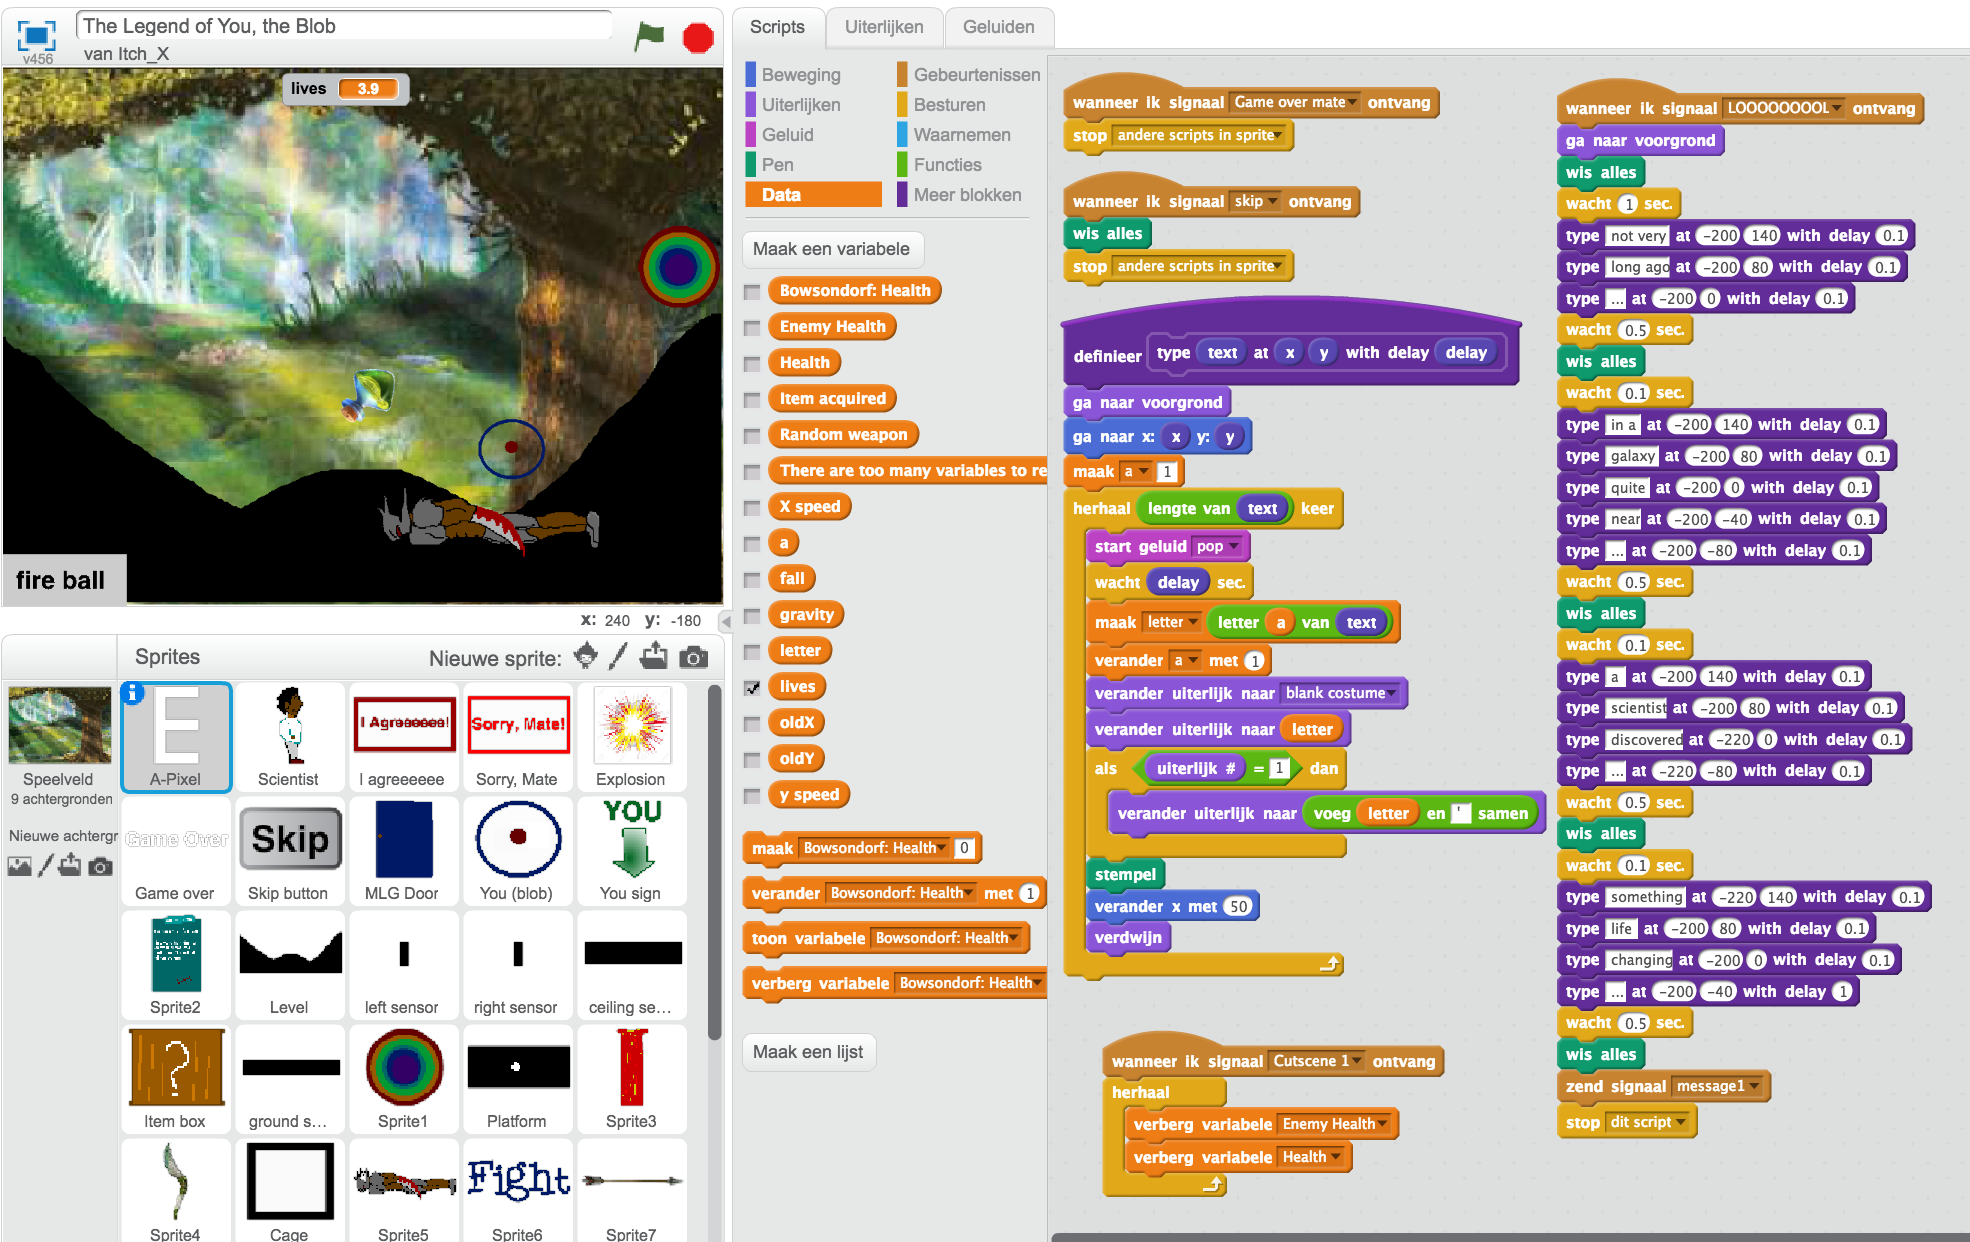 The Legend of You, the Blob
van Itch_X
v456
lives 3.9
fire ball
x: 240 y: -180
Sprites
Nieuwe sprite:
Speelveld
9 achtergronden
Nieuwe achtergr
A-Pixel
Scientist
I Agreeeeee!
I agreeeeee
Sorry, Mate!
Sorry, Mate
Explosion
Game Over
Game over
Skip
Skip button
MLG Door
You (blob)
YOU
You sign
Sprite2
Level
left sensor
right sensor
ceiling se...
?
Item box
ground s...
Sprite1
Platform
Sprite3
Sprite4
Cage
Sprite5
Fight
Sprite6
Sprite7
Scripts
Uiterlijken
Geluiden
Beweging
Gebeurtenissen
Uiterlijken
Besturen
Geluid
Waarnemen
Pen
Functies
Data
Meer blokken
Maak een variabele
Bowsondorf: Health
Enemy Health
Health
Item acquired
Random weapon
There are too many variables to re
X speed
a
fall
gravity
letter
lives
oldX
oldY
y speed
maak Bowsondorf: Health 0
verander Bowsondorf: Health met 1
toon variabele Bowsondorf: Health
verberg variabele Bowsondorf: Health
Maak een lijst
wanneer ik signaal Game over mate ontvang
stop andere scripts in sprite
wanneer ik signaal skip ontvang
wis alles
stop andere scripts in sprite
definieer type text at x y with delay delay
ga naar voorgrond
ga naar x: x y: y
maak a 1
herhaal lengte van text keer
start geluid pop
wacht delay sec.
maak letter letter a van text
verander a met 1
verander uiterlijk naar blank costume
verander uiterlijk naar letter
als uiterlijk # = 1 dan
verander uiterlijk naar voeg letter en ' samen
stempel
verander x met 50
verdwijn
wanneer ik signaal Cutscene 1 ontvang
herhaal
verberg variabele Enemy Health
verberg variabele Health
wanneer ik signaal LOOOOOOOOL ontvang
ga naar voorgrond
wis alles
wacht 1 sec.
type not very at -200 140 with delay 0.1
type long ago at -200 80 with delay 0.1
type ... at -200 0 with delay 0.1
wacht 0.5 sec.
wis alles
wacht 0.1 sec.
type in a at -200 140 with delay 0.1
type galaxy at -200 80 with delay 0.1
type quite at -200 0 with delay 0.1
type near at -200 -40 with delay 0.1
type ... at -200 -80 with delay 0.1
wacht 0.5 sec.
wis alles
wacht 0.1 sec.
type a at -200 140 with delay 0.1
type scientist at -200 80 with delay 0.1
type discovered at -220 0 with delay 0.1
type ... at -220 -80 with delay 0.1
wacht 0.5 sec.
wis alles
wacht 0.1 sec.
type something at -220 140 with delay 0.1
type life at -200 80 with delay 0.1
type changing at -200 0 with delay 0.1
type ... at -200 -40 with delay 1
wacht 0.5 sec.
wis alles
zend signaal message1
stop dit script